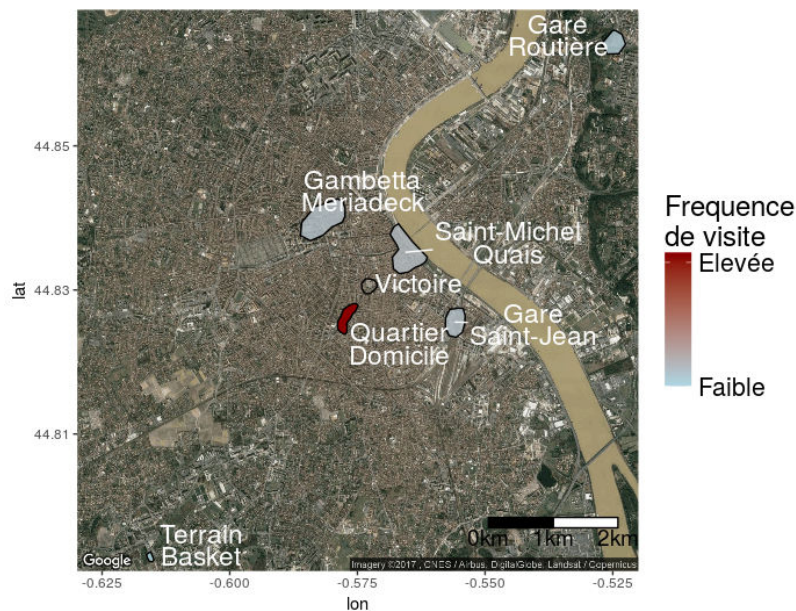 Gare
Routière
44.85
Gambetta
Meriadeck
Saint-Michel
Quais
Frequence
de visite
Elevée
lat
44.83
Victoire
Quartier
Domicile
Gare
Saint-Jean
Faible
44.81
Terrain
Basket
0km 1km 2km
Google
Imagery ©2017 , CNES / Airbus, DigitalGlobe, Landsat / Copernicus
-0.625 -0.600 -0.575 -0.550 -0.525
lon